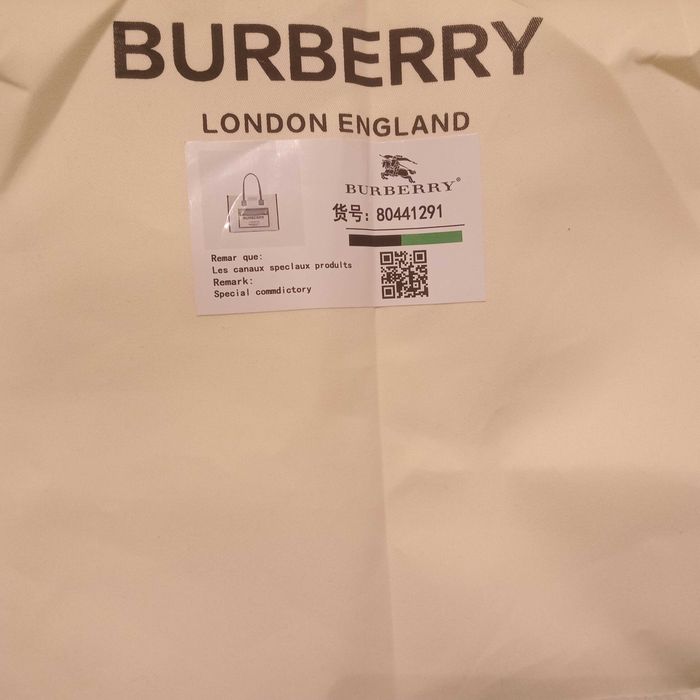 BURBERRY
LONDON ENGLAND
BURBERRY®
货号: 80441291
Remar que:
Les canaux speclaux prodults
Remark:
Special commdictory